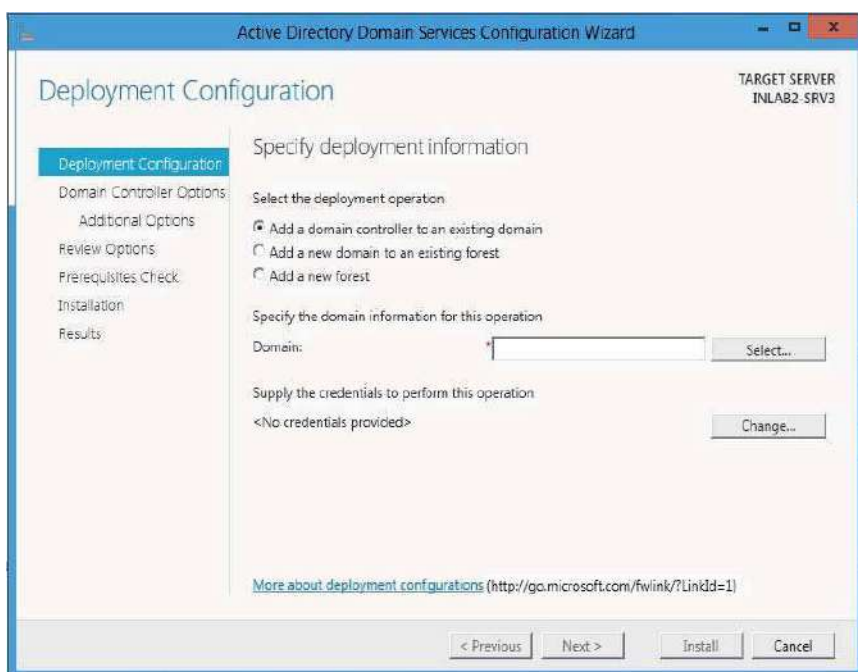 Active Directory Domain Services Configuration Wizard
Deployment Configuration
TARGET SERVER
INLAB2-SRV3
Deployment Configuration
Domain Controller Options
Additional Options
Review Options
Prerequisites Check
Installation
Results
Specify deployment information
Select the deployment operation
Add a domain controller to an existing domain
Add a new domain to an existing forest
Add a new forest
Specify the domain information for this operation
Domain: * Select...
Supply the credentials to perform this operation
<No credentials provided> Change...
More about deployment configurations (http://go.microsoft.com/fwlink/?LinkId=1)
< Previous Next > Install Cancel